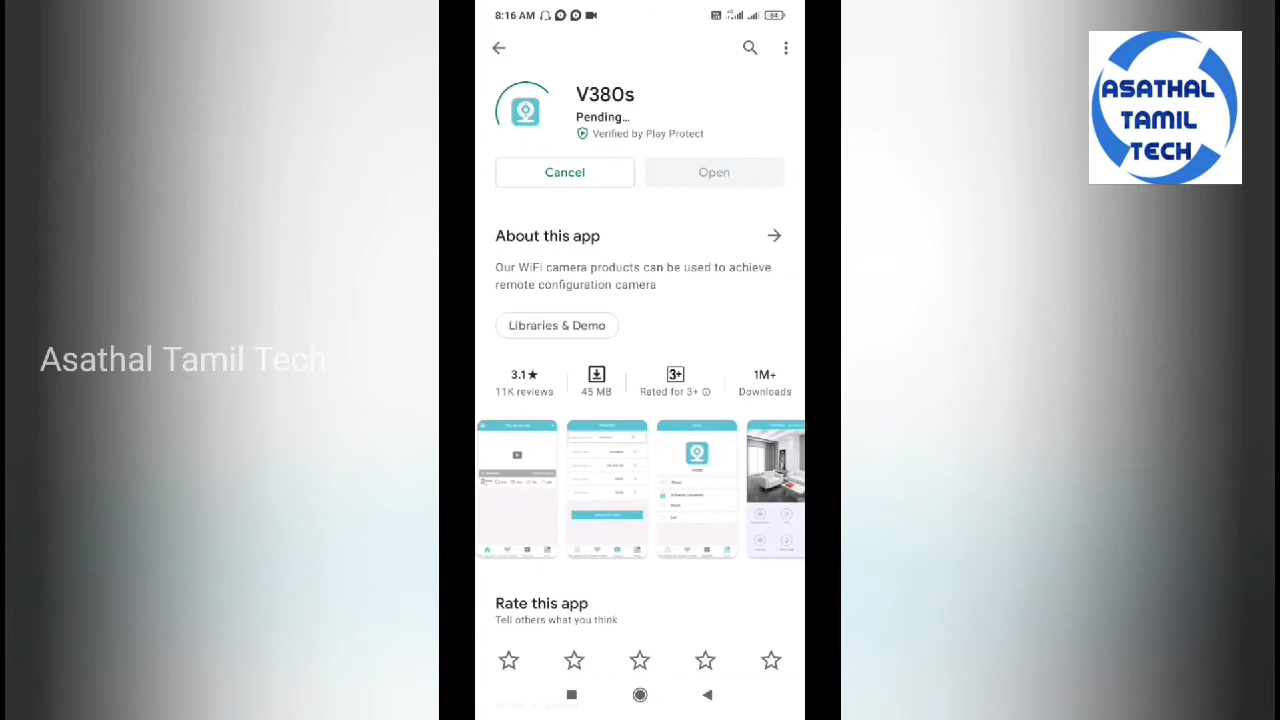 8:16 AM
84
V380s
Pending...
Verified by Play Protect
Cancel
Open
About this app
Our WiFi camera products can be used to achieve
remote configuration camera
Libraries & Demo
3.1★
11K reviews
45 MB
3+
Rated for 3+
1M+
Downloads
Rate this app
Tell others what you think
Asathal Tamil Tech
ASATHAL
TAMIL
TECH